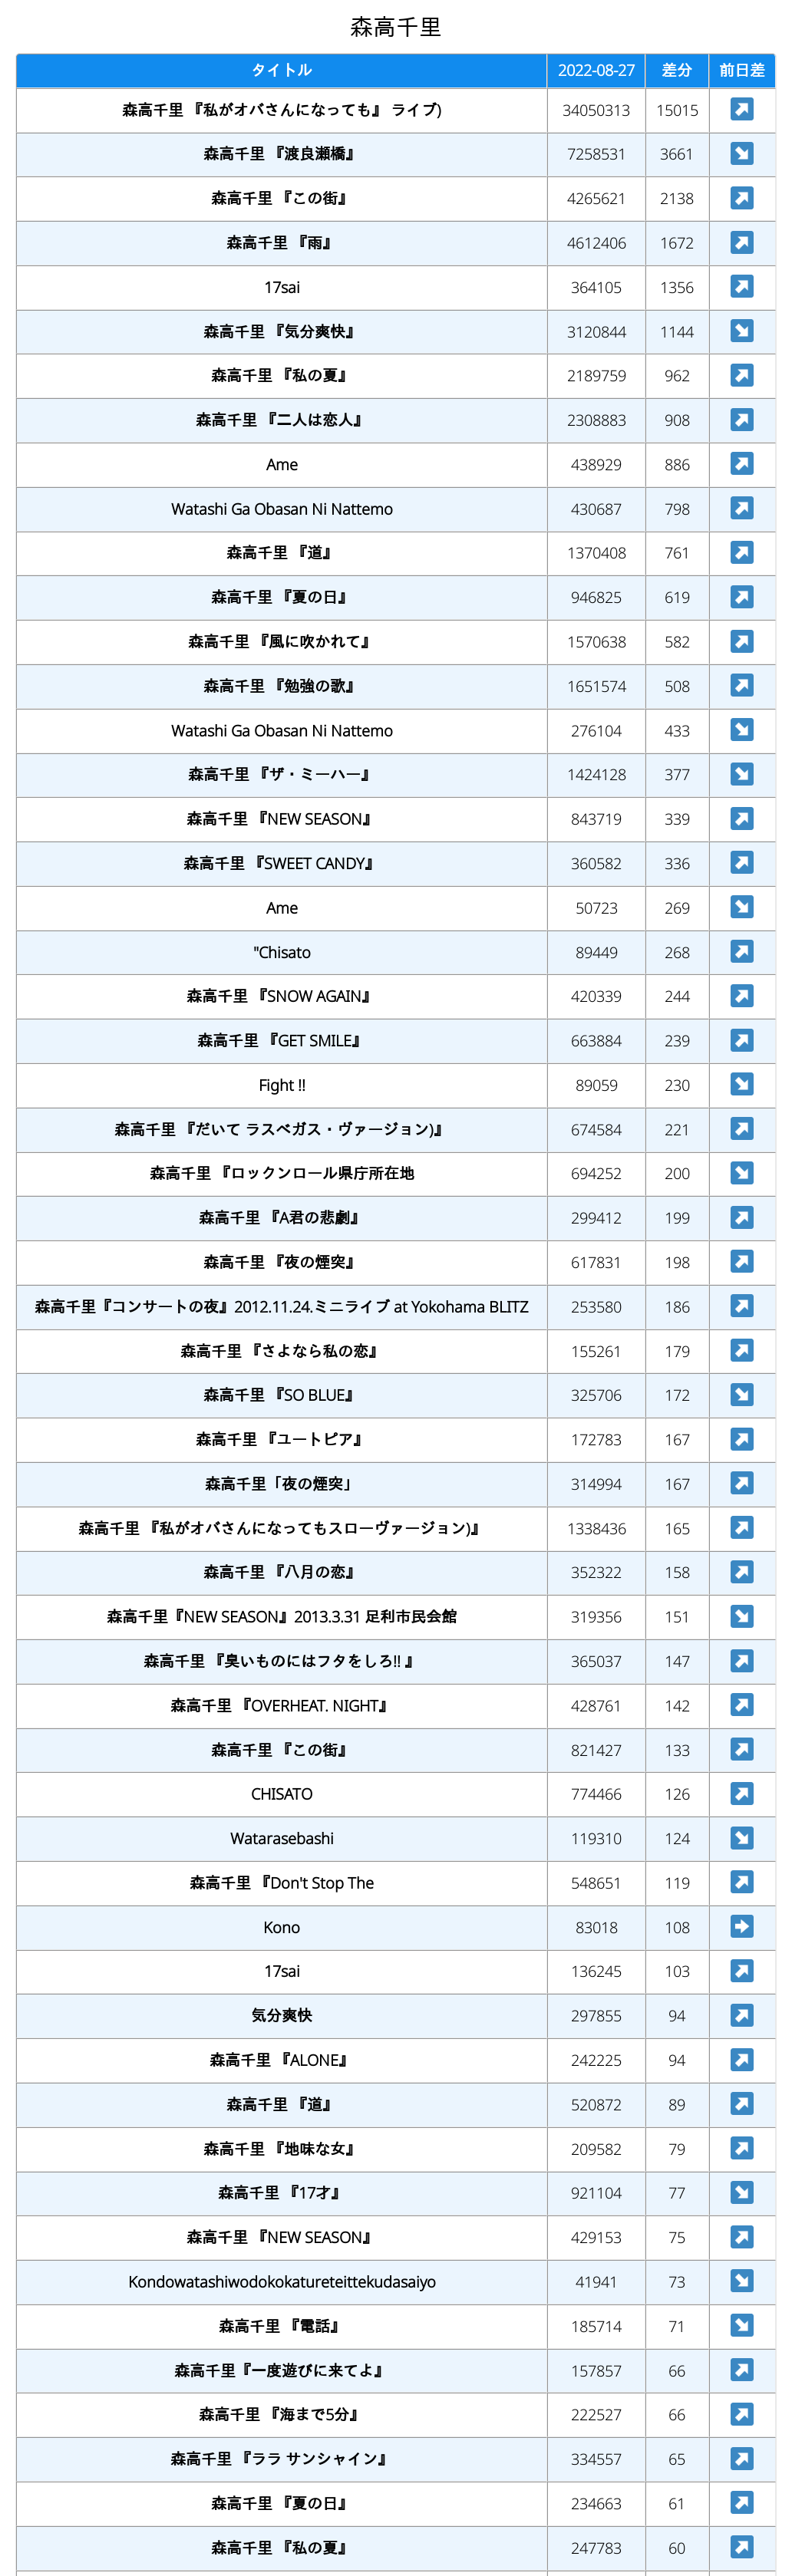 森高千里
タイトル 2022-08-27 差分 前日差
森高千里 『私がオバさんになっても』 ライブ) 34050313 15015
森高千里 『渡良瀬橋』 7258531 3661
森高千里 『この街』 4265621 2138
森高千里 『雨』 4612406 1672
17sai 364105 1356
森高千里 『気分爽快』 3120844 1144
森高千里 『私の夏』 2189759 962
森高千里 『二人は恋人』 2308883 908
Ame 438929 886
Watashi Ga Obasan Ni Nattemo 430687 798
森高千里 『道』 1370408 761
森高千里 『夏の日』 946825 619
森高千里 『風に吹かれて』 1570638 582
森高千里 『勉強の歌』 1651574 508
Watashi Ga Obasan Ni Nattemo 276104 433
森高千里 『ザ・ミーハー』 1424128 377
森高千里 『NEW SEASON』 843719 339
森高千里 『SWEET CANDY』 360582 336
Ame 50723 269
"Chisato 89449 268
森高千里 『SNOW AGAIN』 420339 244
森高千里 『GET SMILE』 663884 239
Fight !! 89059 230
森高千里 『だいて ラスベガス・ヴァージョン)』 674584 221
森高千里 『ロックンロール県庁所在地 694252 200
森高千里 『A君の悲劇』 299412 199
森高千里 『夜の煙突』 617831 198
森高千里『コンサートの夜』2012.11.24.ミニライブ at Yokohama BLITZ 253580 186
森高千里 『さよなら私の恋』 155261 179
森高千里 『SO BLUE』 325706 172
森高千里 『ユートピア』 172783 167
森高千里「夜の煙突」 314994 167
森高千里 『私がオバさんになってもスローヴァージョン)』 1338436 165
森高千里 『八月の恋』 352322 158
森高千里『NEW SEASON』2013.3.31 足利市民会館 319356 151
森高千里 『臭いものにはフタをしろ!! 』 365037 147
森高千里 『OVERHEAT. NIGHT』 428761 142
森高千里 『この街』 821427 133
CHISATO 774466 126
Watarasebashi 119310 124
森高千里 『Don't Stop The 548651 119
Kono 83018 108
17sai 136245 103
気分爽快 297855 94
森高千里 『ALONE』 242225 94
森高千里 『道』 520872 89
森高千里 『地味な女』 209582 79
森高千里 『17才』 921104 77
森高千里 『NEW SEASON』 429153 75
Kondowatashiwodokokatureteittekudasaiyo 41941 73
森高千里 『電話』 185714 71
森高千里『一度遊びに来てよ』 157857 66
森高千里 『海まで5分』 222527 66
森高千里 『ララ サンシャイン』 334557 65
森高千里 『夏の日』 234663 61
森高千里 『私の夏』 247783 60